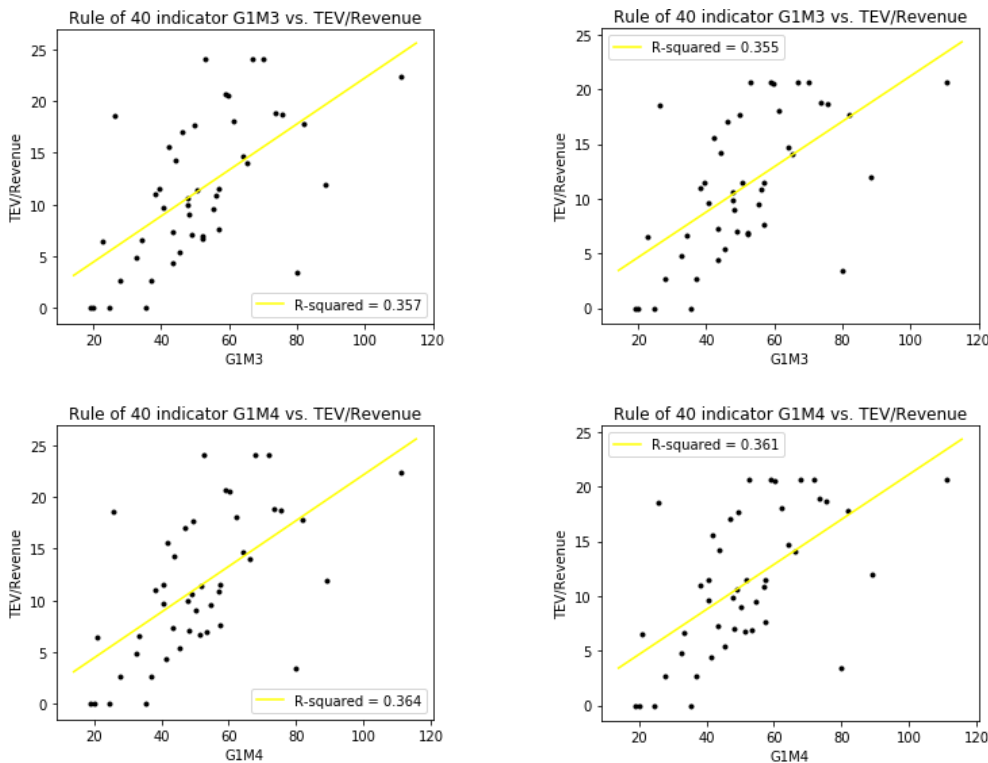 Rule of 40 indicator G1M3 vs. TEV/Revenue
25
20
15
10
5
0
TEV/Revenue
R-squared = 0.357
20 40 60 80 100 120
G1M3
Rule of 40 indicator G1M3 vs. TEV/Revenue
R-squared = 0.355
25
20
15
10
5
0
TEV/Revenue
20 40 60 80 100 120
G1M3
Rule of 40 indicator G1M4 vs. TEV/Revenue
25
20
15
10
5
0
TEV/Revenue
R-squared = 0.364
20 40 60 80 100 120
G1M4
Rule of 40 indicator G1M4 vs. TEV/Revenue
R-squared = 0.361
25
20
15
10
5
0
TEV/Revenue
20 40 60 80 100 120
G1M4